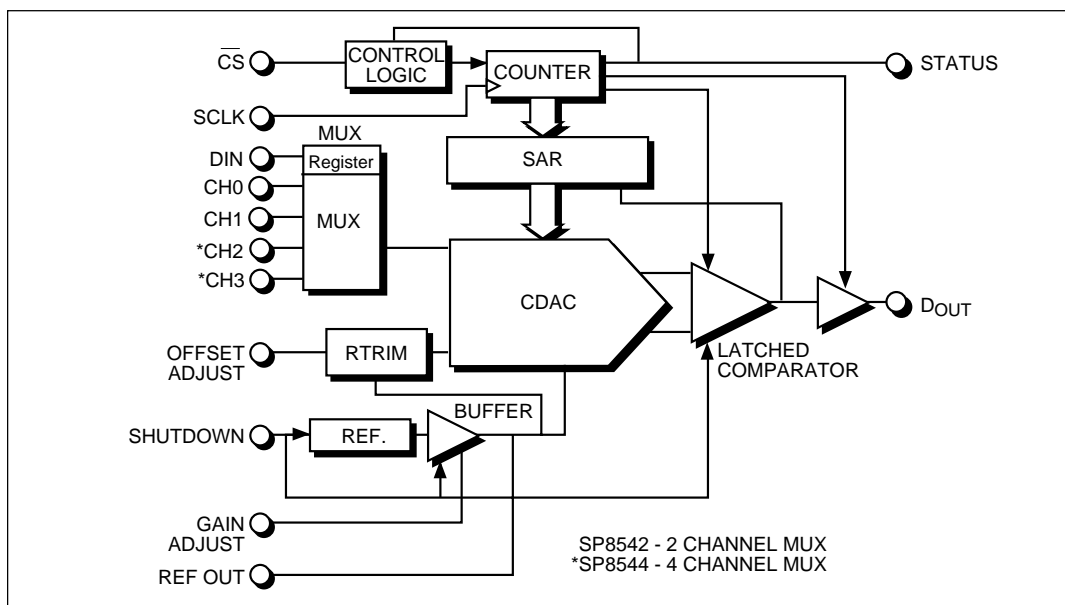 CS
CONTROL
LOGIC
COUNTER
STATUS
SCLK
MUX
DIN
Register
SAR
CH0
CH1
MUX
*CH2
*CH3
CDAC
DOUT
OFFSET
ADJUST
RTRIM
LATCHED
COMPARATOR
BUFFER
SHUTDOWN
REF.
GAIN
ADJUST
REF OUT
SP8542 - 2 CHANNEL MUX
*SP8544 - 4 CHANNEL MUX